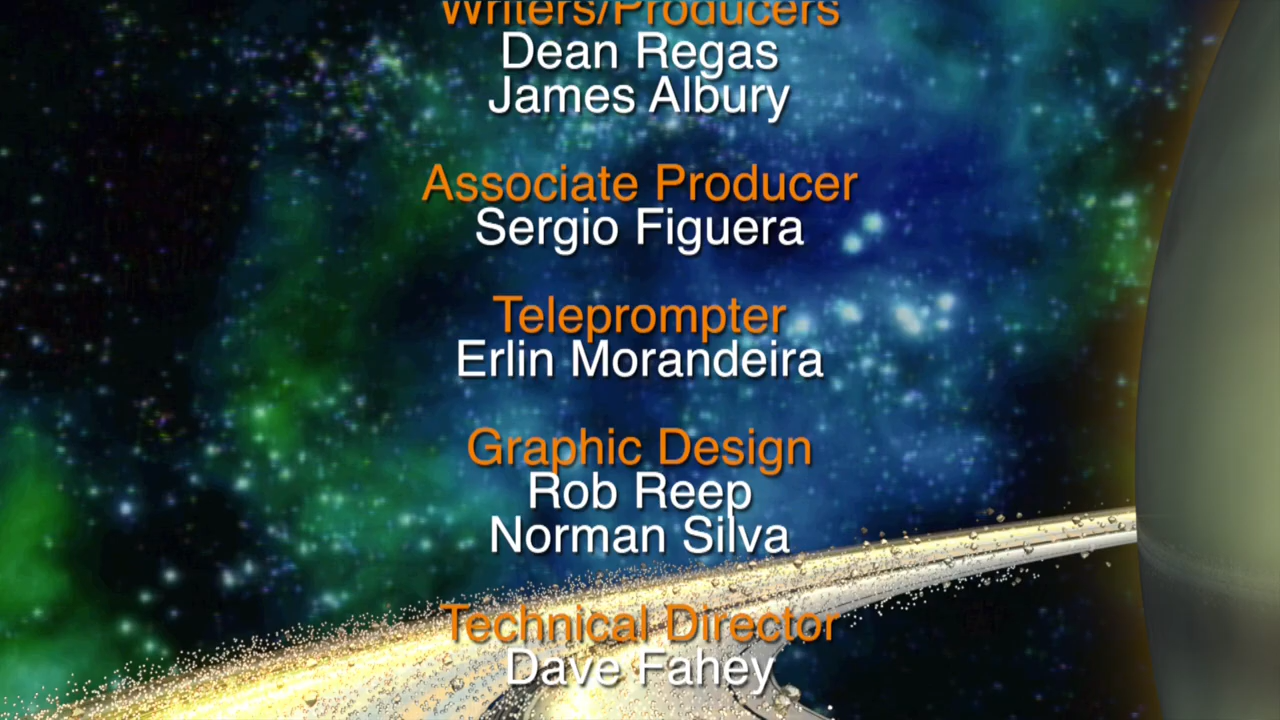 Writers/Producers
Dean Regas
James Albury
Associate Producer
Sergio Figuera
Teleprompter
Erlin Morandeira
Graphic Design
Rob Reep
Norman Silva
Technical Director
Dave Fahey